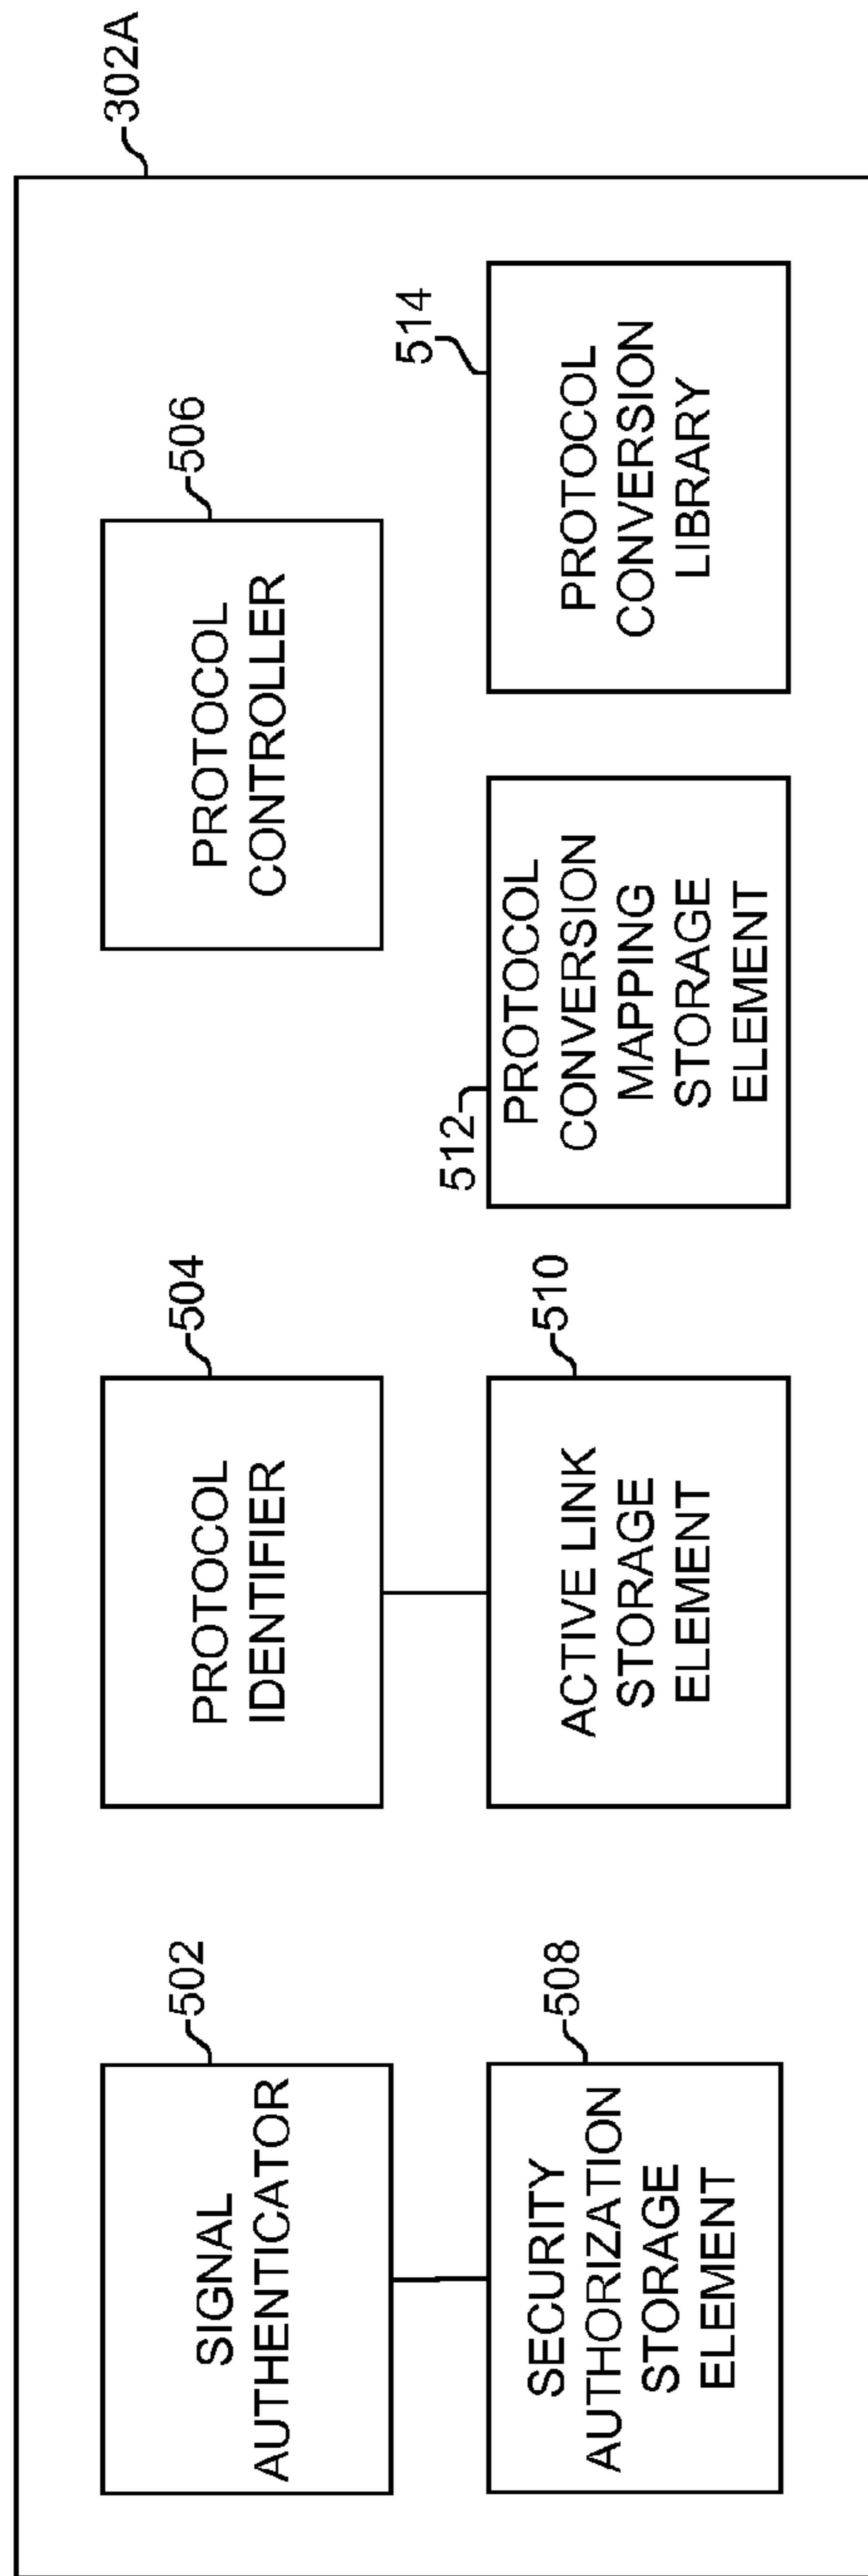 302A
502
SIGNAL
AUTHENTICATOR
504
PROTOCOL
IDENTIFIER
506
PROTOCOL
CONTROLLER
508
SECURITY
AUTHORIZATION
STORAGE
ELEMENT
510
ACTIVE LINK
STORAGE
ELEMENT
512
PROTOCOL
CONVERSION
MAPPING
STORAGE
ELEMENT
514
PROTOCOL
CONVERSION
LIBRARY